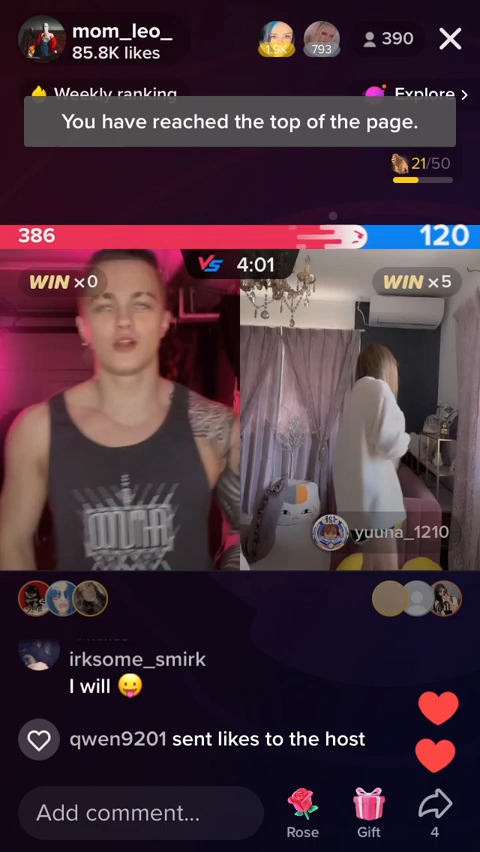 mom_leo_
85.8K likes
1.9K
793
390
Weekly ranking
Explore >
You have reached the top of the page.
21/50
386
120
VS 4:01
WIN x0
WIN x5
yuuna_1210
irksome_smirk
I will 😛
qwen9201 sent likes to the host
Add comment...
Rose
Gift
4